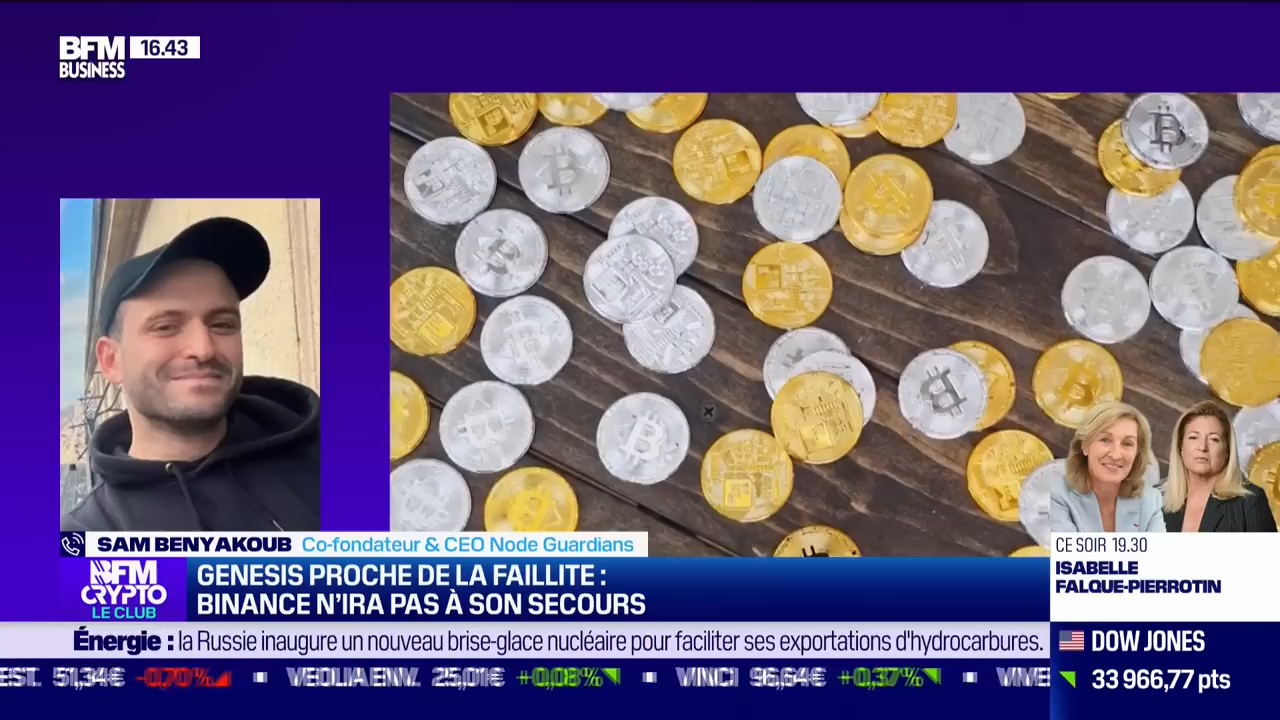 BFM 16.43
BUSINESS
SAM BENYAKOUB Co-fondateur & CEO Node Guardians
BFM
CRYPTO
LE CLUB
GENESIS PROCHE DE LA FAILLITE :
BINANCE N’IRA PAS À SON SECOURS
CE SOIR 19.30
ISABELLE
FALQUE-PIERROTIN
Énergie : la Russie inaugure un nouveau brise-glace nucléaire pour faciliter ses exportations d'hydrocarbures.
DOW JONES
EST. 51,34€ -0,70% VEOLIA ENV. 25,01€ +0,08% VINCI 96,64€ +0,37%
33 966,77 pts